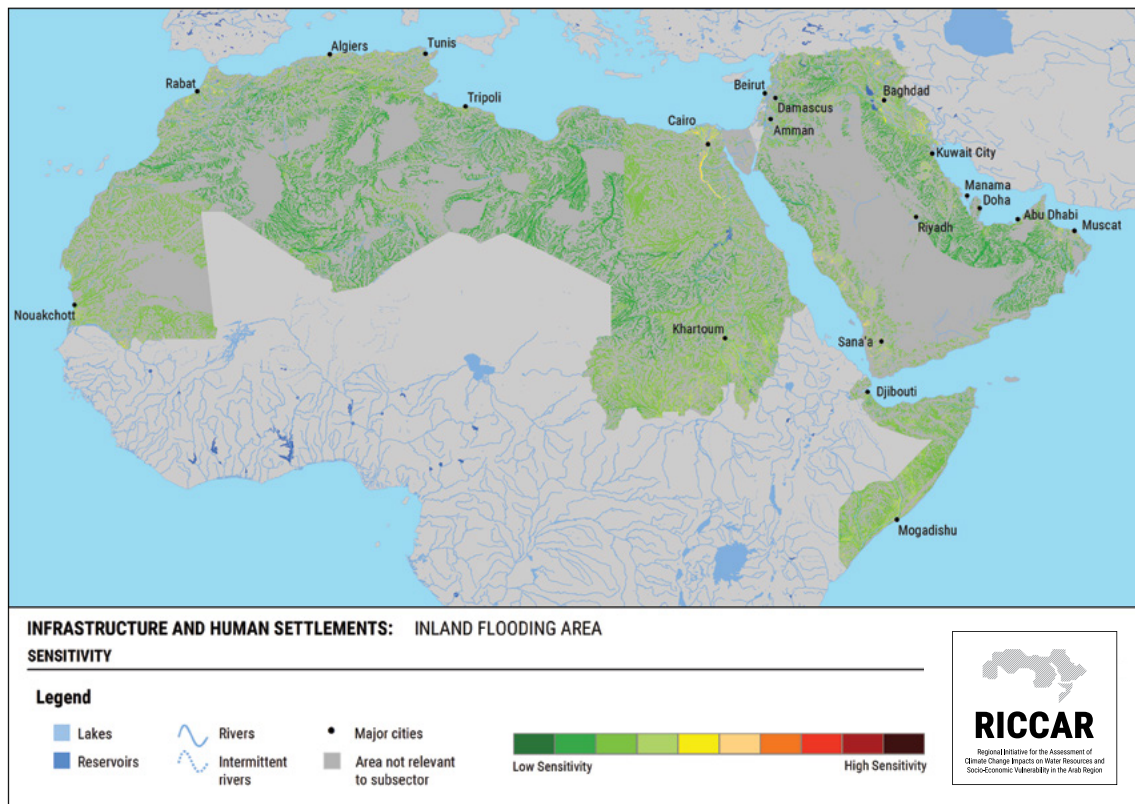 Algiers
Tunis
Rabat
Tripoli
Beirut
Damascus
Baghdad
Cairo
Amman
Kuwait City
Manama
Doha
Abu Dhabi
Riyadh
Muscat
Nouakchott
Khartoum
Sana'a
Djibouti
Mogadishu
INFRASTRUCTURE AND HUMAN SETTLEMENTS: INLAND FLOODING AREA
SENSITIVITY
Legend
Lakes
Reservoirs
Rivers
Intermittent
rivers
Major cities
Area not relevant
to subsector
Low Sensitivity
High Sensitivity
RICCAR
Regional Initiative for the Assessment of
Climate Change Impacts on Water Resources and
Socio-Economic Vulnerability in the Arab Region